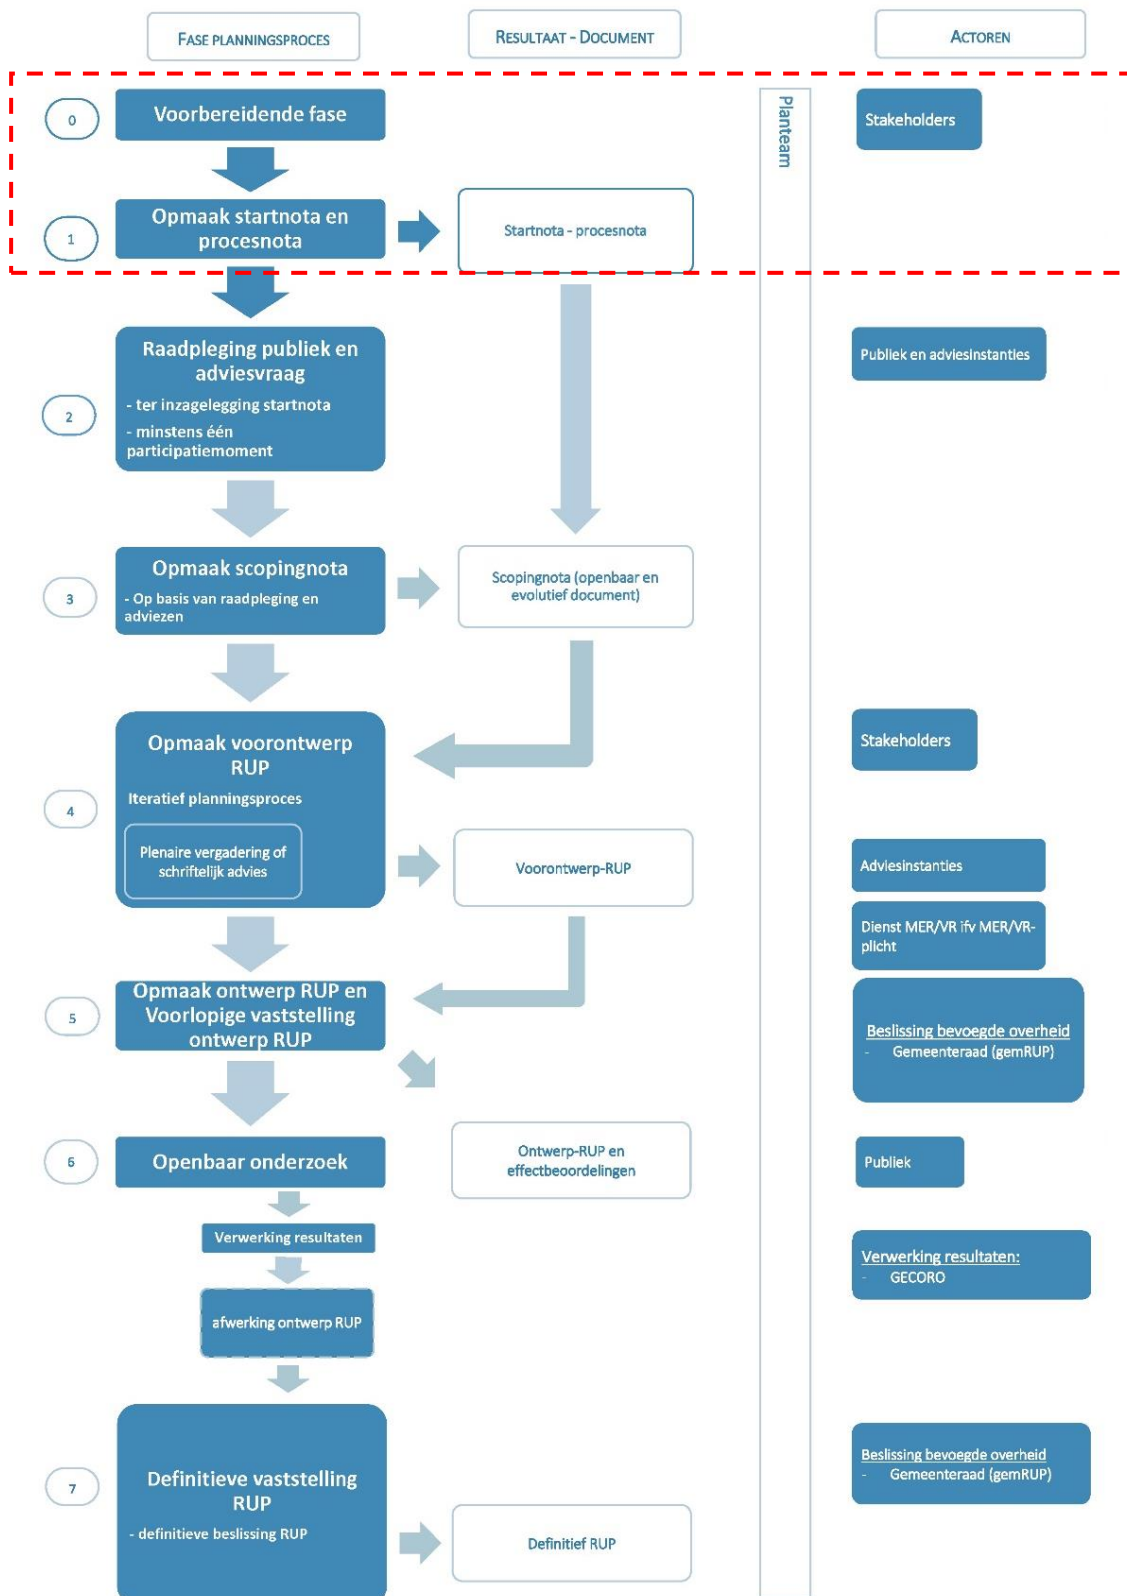 FASE PLANNINGSPROCES
RESULTAAT - DOCUMENT
ACTOREN
Planteam
0
Voorbereidende fase
Stakeholders
1
Opmaak startnota en
procesnota
Startnota - procesnota
2
Raadpleging publiek en
adviesvraag
- ter inzagelegging startnota
- minstens één
participatiemoment
Publiek en adviesinstanties
3
Opmaak scopingnota
- Op basis van raadpleging en
adviezen
Scopingnota (openbaar en
evolutief document)
4
Opmaak voorontwerp
RUP
Iteratief planningsproces
Plenaire vergadering of
schriftelijk advies
Voorontwerp-RUP
Stakeholders
Adviesinstanties
Dienst MER/VR ifv MER/VR-
plicht
5
Opmaak ontwerp RUP en
Voorlopige vaststelling
ontwerp RUP
Beslissing bevoegde overheid
- Gemeenteraad (gemRUP)
6
Openbaar onderzoek
Ontwerp-RUP en
effectbeoordelingen
Publiek
Verwerking resultaten
Verwerking resultaten:
- GECORO
afwerking ontwerp RUP
7
Definitieve vaststelling
RUP
- definitieve beslissing RUP
Definitief RUP
Beslissing bevoegde overheid
- Gemeenteraad (gemRUP)